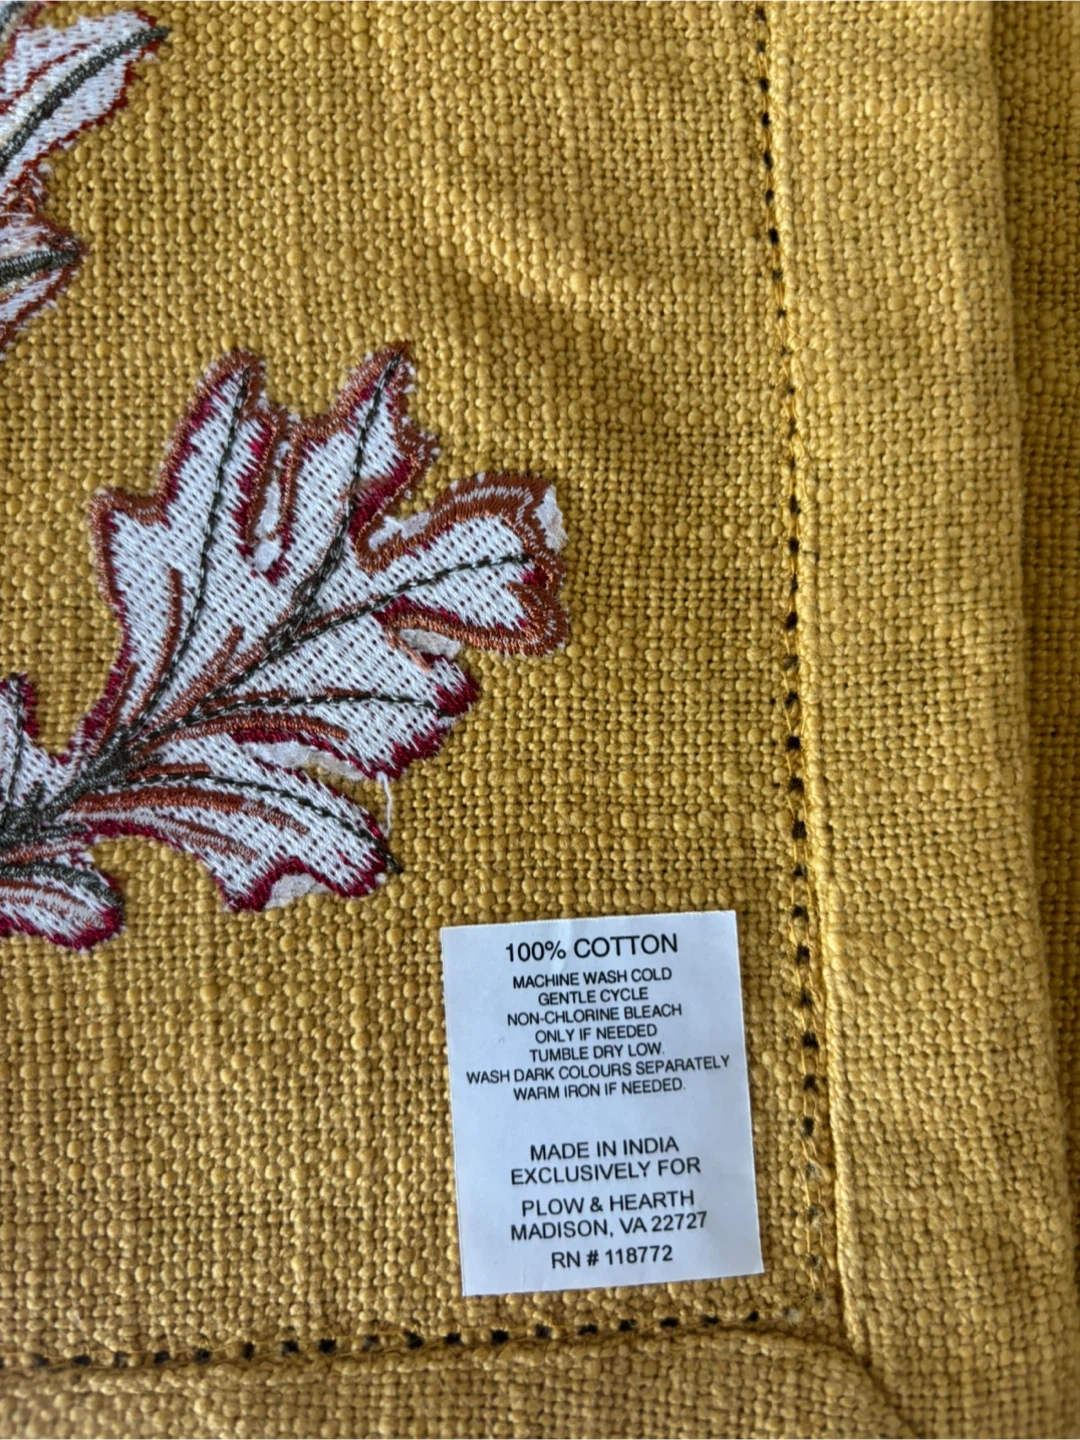 100% COTTON
MACHINE WASH COLD
GENTLE CYCLE
NON-CHLORINE BLEACH
ONLY IF NEEDED
TUMBLE DRY LOW.
WASH DARK COLOURS SEPARATELY
WARM IRON IF NEEDED.
MADE IN INDIA
EXCLUSIVELY FOR
PLOW & HEARTH
MADISON, VA 22727
RN # 118772